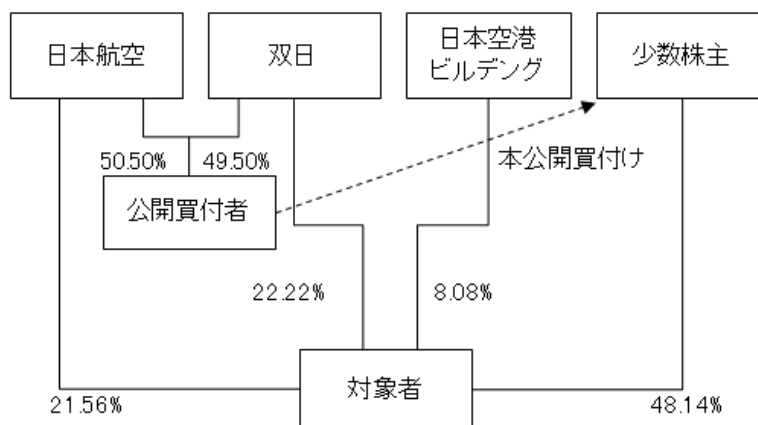 日本航空
双日
日本空港
ビルデング
少数株主
50.50%
49.50%
本公開買付け
公開買付者
22.22%
8.08%
対象者
21.56%
48.14%